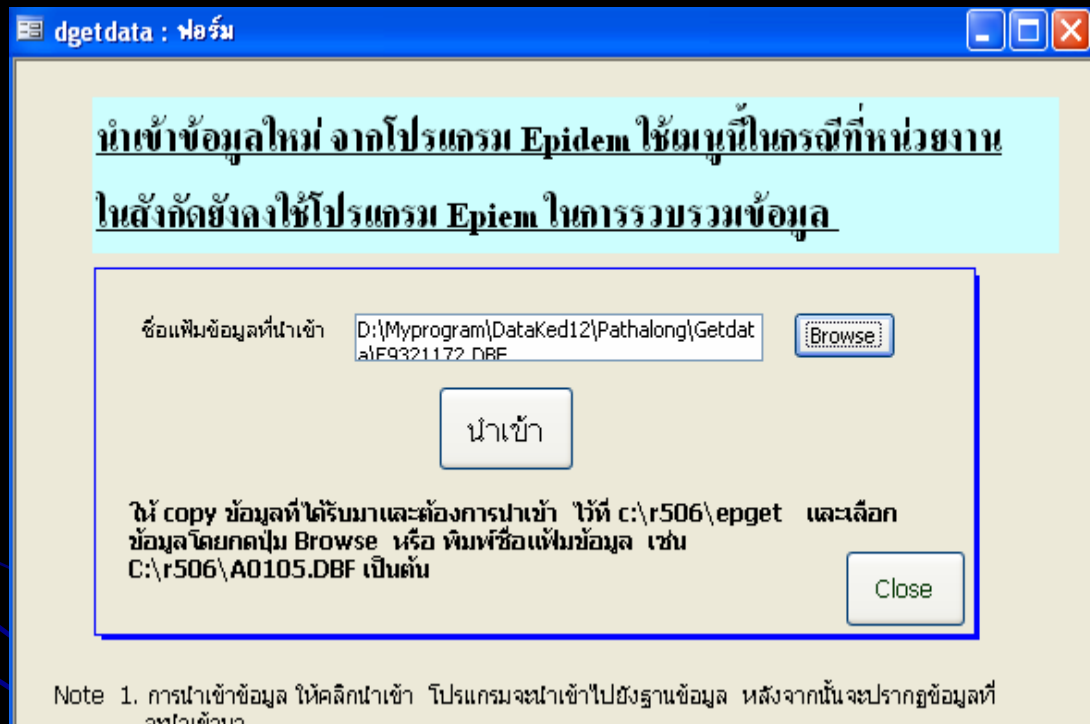 dgetdata : ฟอร์ม
นำเข้าข้อมูลใหม่ จากโปรแกรม Epidem ใช้เมนูนี้ในกรณีที่หน่วยงาน
ในสังกัดยังคงใช้โปรแกรม Epiem ในการรวบรวมข้อมูล
ชื่อแฟ้มข้อมูลที่นำเข้า
D:\Myprogram\DataKed12\Pathalong\Getdat
a\E9321172.DBF
Browse
นำเข้า
ให้ copy ข้อมูลที่ได้รับมาและต้องการนำเข้า ไว้ที่ c:\r506\epget และเลือก
ข้อมูลโดยกดปุ่ม Browse หรือ พิมพ์ชื่อแฟ้มข้อมูล เช่น
C:\r506\A0105.DBF เป็นต้น
Close
Note 1. การนำเข้าข้อมูล ให้คลิกนำเข้า โปรแกรมจะนำเข้าไปยังฐานข้อมูล หลังจากนั้นจะปรากฏข้อมูลที่
จะนำเข้ามา